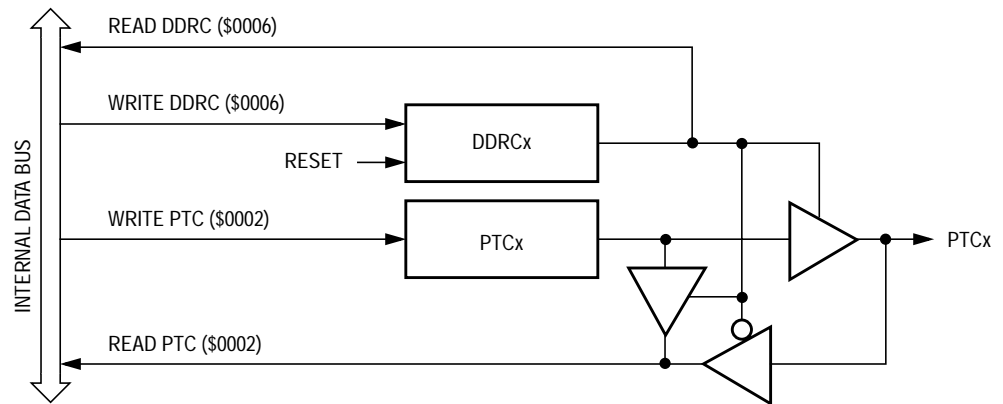 READ DDRC ($0006)
WRITE DDRC ($0006)
DDRCx
RESET
INTERNAL DATA BUS
WRITE PTC ($0002)
PTCx
PTCx
READ PTC ($0002)